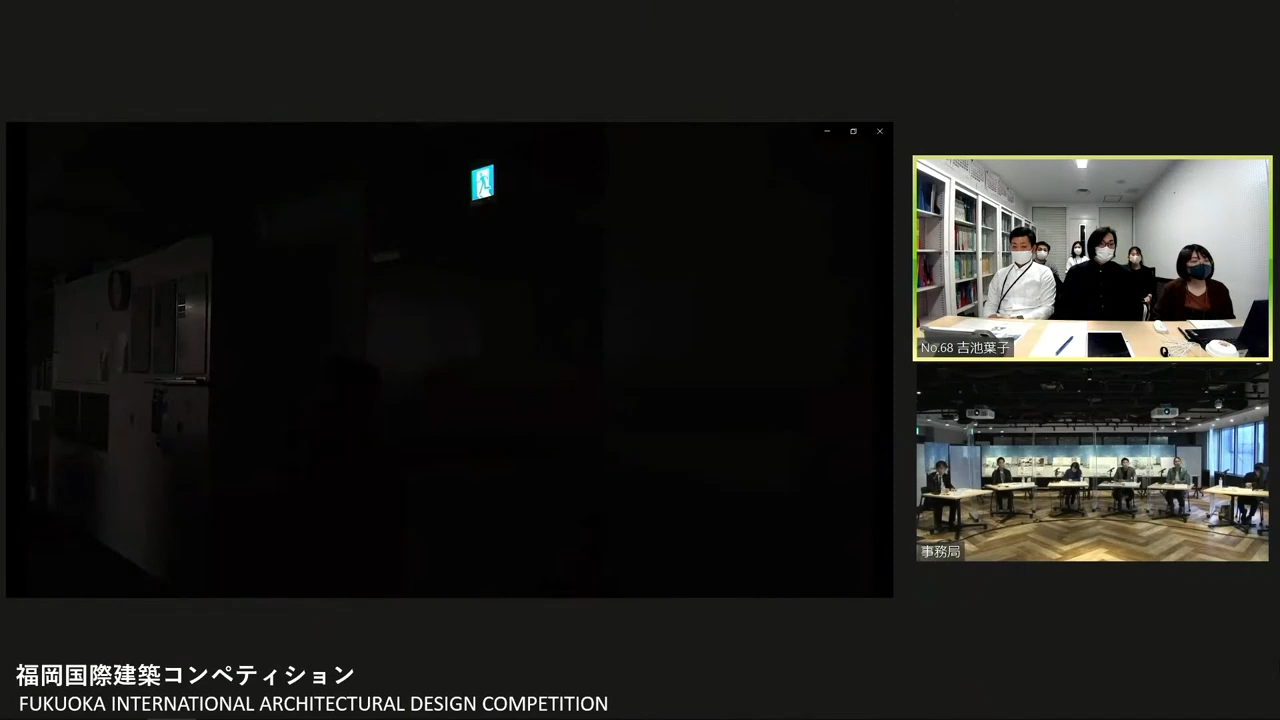 No.68 吉池葉子
事務局
福岡国際建築コンペティション
FUKUOKA INTERNATIONAL ARCHITECTURAL DESIGN COMPETITION